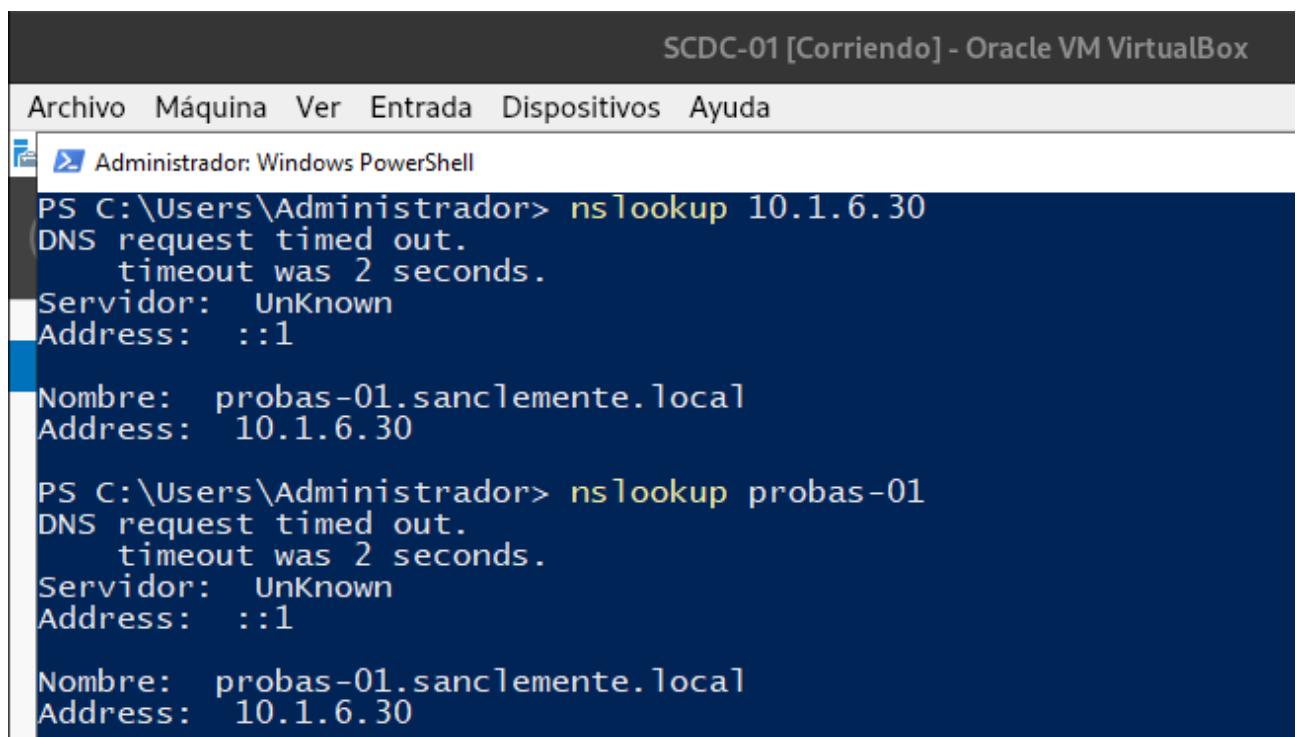 SCDC-01 [Corriendo] - Oracle VM VirtualBox
Archivo Máquina Ver Entrada Dispositivos Ayuda
Administrador: Windows PowerShell
PS C:\Users\Administrador> nslookup 10.1.6.30
DNS request timed out.
    timeout was 2 seconds.
Servidor:  UnKnown
Address:  ::1

Nombre:  probas-01.sanclemente.local
Address:  10.1.6.30

PS C:\Users\Administrador> nslookup probas-01
DNS request timed out.
    timeout was 2 seconds.
Servidor:  UnKnown
Address:  ::1

Nombre:  probas-01.sanclemente.local
Address:  10.1.6.30